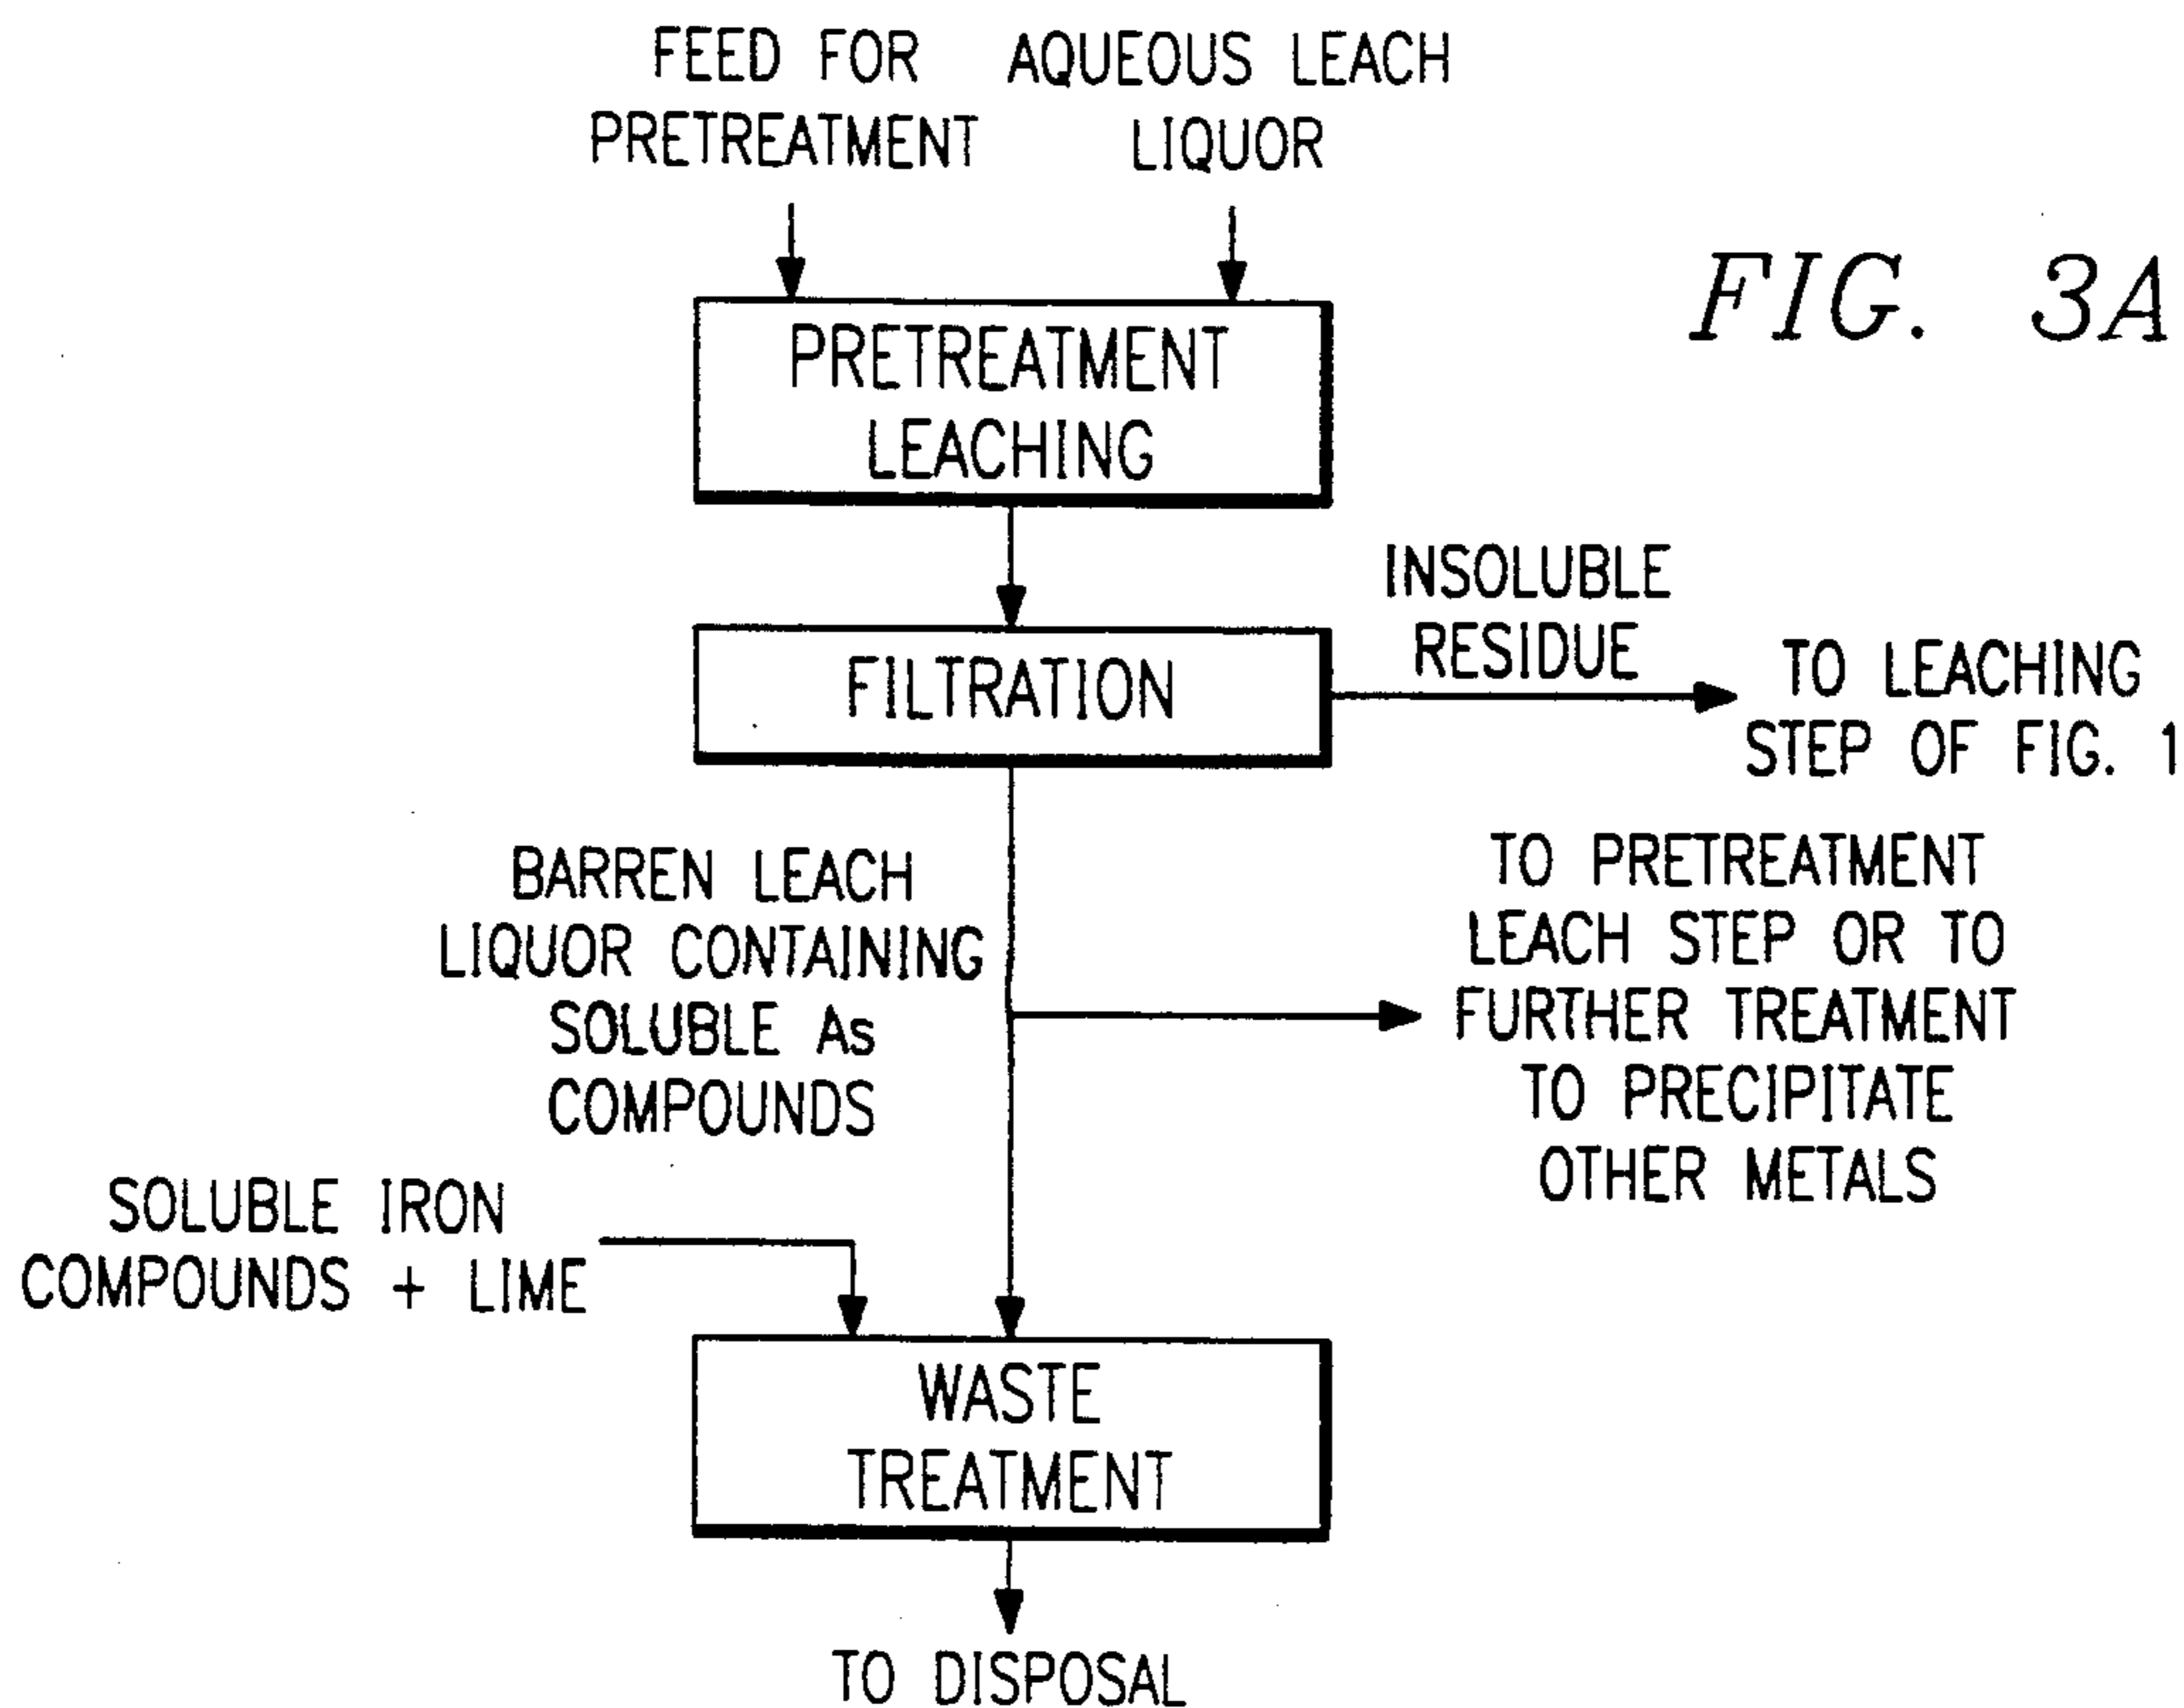 FEED FOR
PRETREATMENT
AQUEOUS LEACH
LIQUOR
FIG. 3A
PRETREATMENT
LEACHING
INSOLUBLE
RESIDUE
FILTRATION
TO LEACHING
STEP OF FIG. 1
BARREN LEACH
LIQUOR CONTAINING
SOLUBLE As
COMPOUNDS
TO PRETREATMENT
LEACH STEP OR TO
FURTHER TREATMENT
TO PRECIPITATE
OTHER METALS
SOLUBLE IRON
COMPOUNDS + LIME
WASTE
TREATMENT
TO DISPOSAL